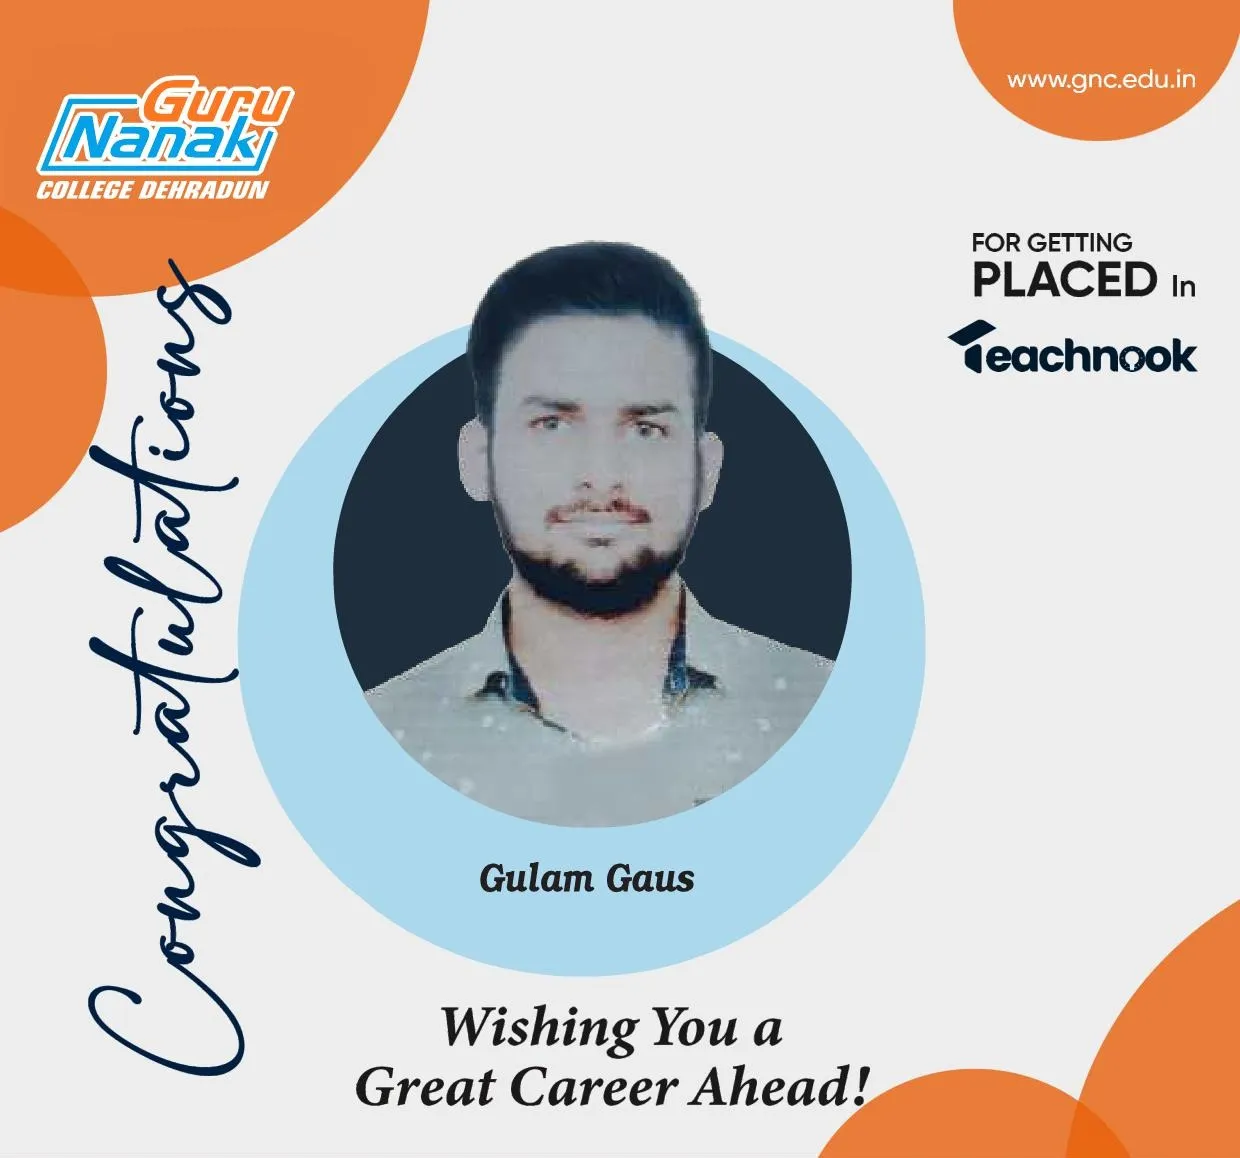 Guru
Nanak
COLLEGE DEHRADUN
www.gnc.edu.in
Congratulations
FOR GETTING
PLACED In
Teachnook
Gulam Gaus
Wishing You a
Great Career Ahead!